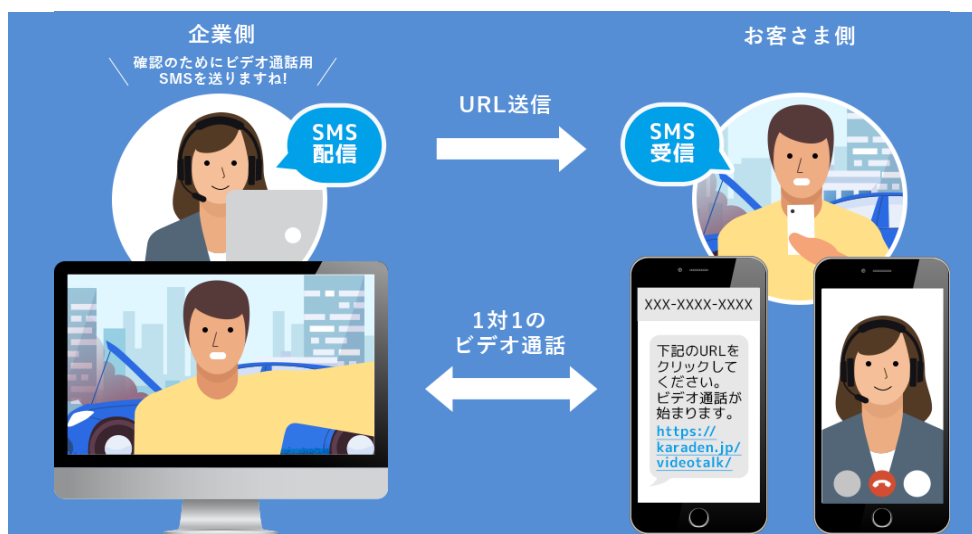 企業側
確認のためにビデオ通話用
SMSを送りますね!
SMS
配信
URL送信
お客さま側
SMS
受信
1対1の
ビデオ通話
XXX-XXXX-XXXX
下記のURLを
クリックして
ください。
ビデオ通話が
始まります。
https://
karaden.jp/
videotalk/